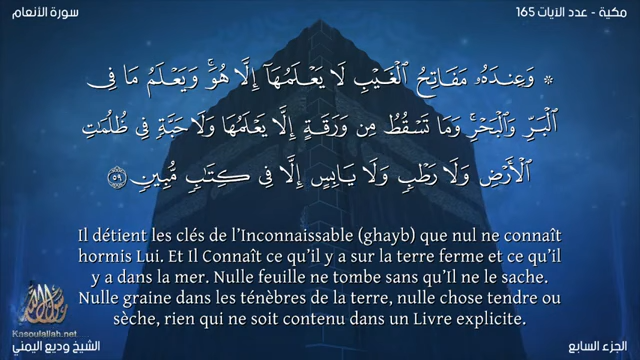 سورة الأنعام
مكية - عدد الآيات 165
۞ وَعِندَهُۥ مَفَاتِحُ ٱلْغَيْبِ لَا يَعْلَمُهَآ إِلَّا هُوَ ۚ وَيَعْلَمُ مَا فِى
ٱلْبَرِّ وَٱلْبَحْرِ ۚ وَمَا تَسْقُطُ مِن وَرَقَةٍ إِلَّا يَعْلَمُهَا وَلَا حَبَّةٍ فِى ظُلُمَٰتِ
ٱلْأَرْضِ وَلَا رَطْبٍ وَلَا يَابِسٍ إِلَّا فِى كِتَٰبٍ مُّبِينٍ ٥٩
Il détient les clés de l’Inconnaissable (ghayb) que nul ne connaît
hormis Lui. Et Il Connaît ce qu’il y a sur la terre ferme et ce qu’il
y a dans la mer. Nulle feuille ne tombe sans qu’Il ne le sache.
Nulle graine dans les ténèbres de la terre, nulle chose tendre ou
sèche, rien qui ne soit contenu dans un Livre explicite.
Rasoulallah.net
الشيخ وديع اليمني
الجزء السابع